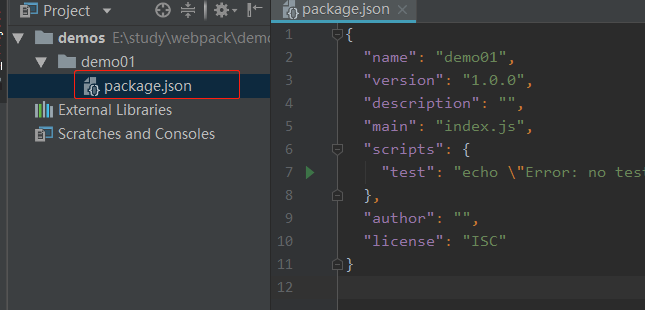 Project
demos E:\study\webpack\demo
demo01
package.json
External Libraries
Scratches and Consoles
package.json
1 {
2 "name": "demo01",
3 "version": "1.0.0",
4 "description": "",
5 "main": "index.js",
6 "scripts": {
7 "test": "echo \"Error: no test
8 },
9 "author": "",
10 "license": "ISC"
11 }
12